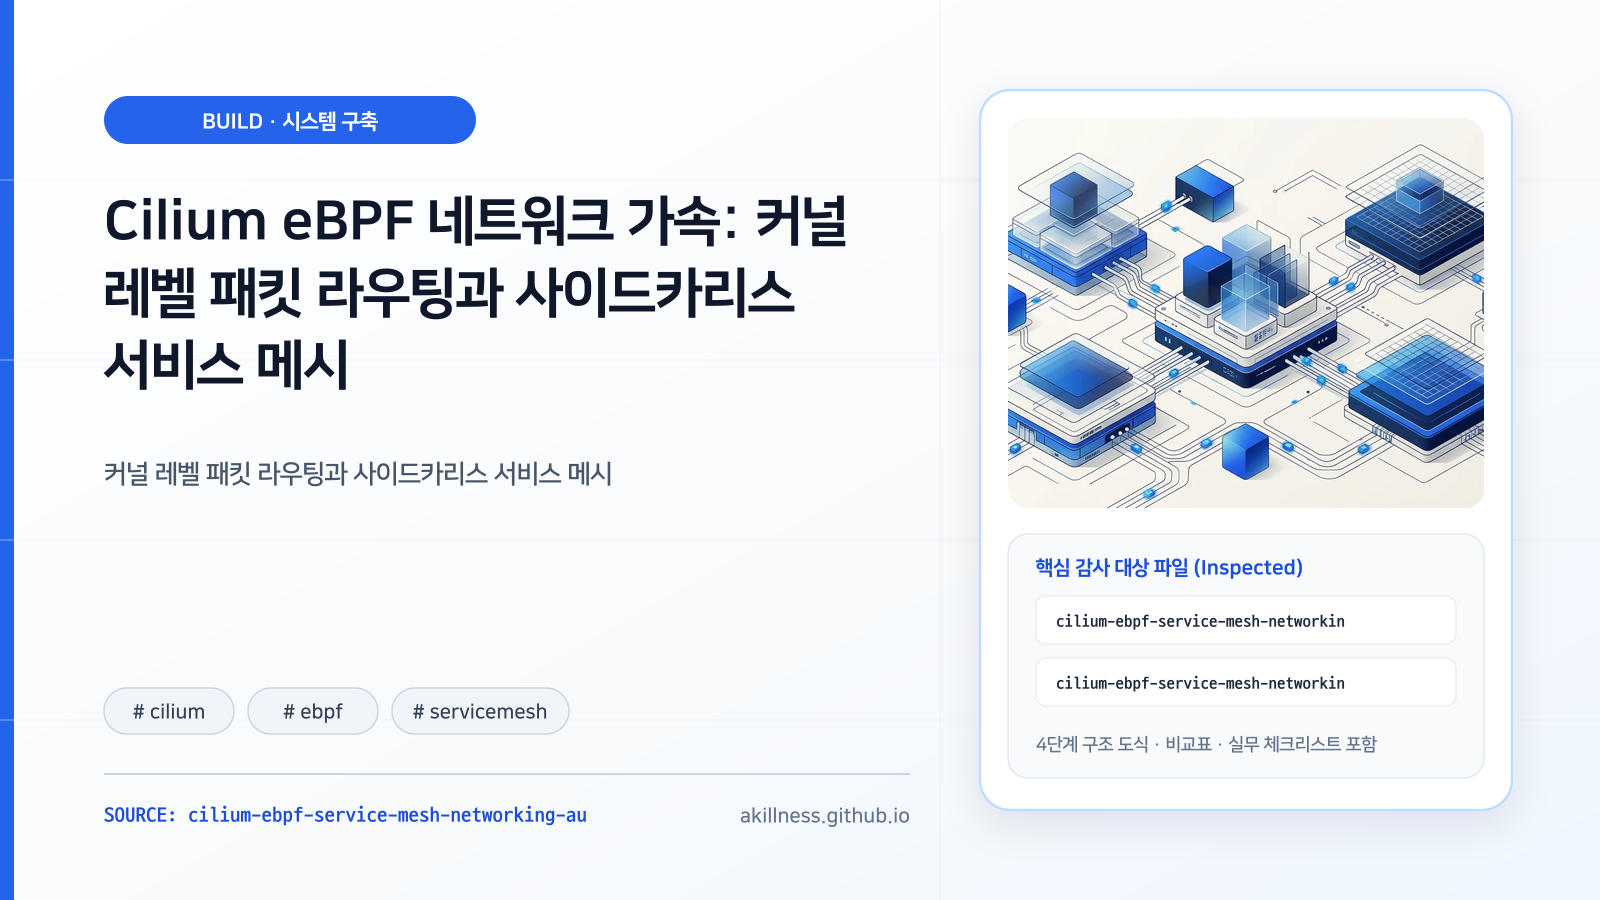 BUILD · 시스템 구축
Cilium eBPF 네트워크 가속: 커널
레벨 패킷 라우팅과 사이드카리스
서비스 메시
커널 레벨 패킷 라우팅과 사이드카리스 서비스 메시
# cilium
# ebpf
# servicemesh
SOURCE: cilium-ebpf-service-mesh-networking-au
akillness.github.io
핵심 감사 대상 파일 (Inspected)
cilium-ebpf-service-mesh-networkin
cilium-ebpf-service-mesh-networkin
4단계 구조 도식 · 비교표 · 실무 체크리스트 포함